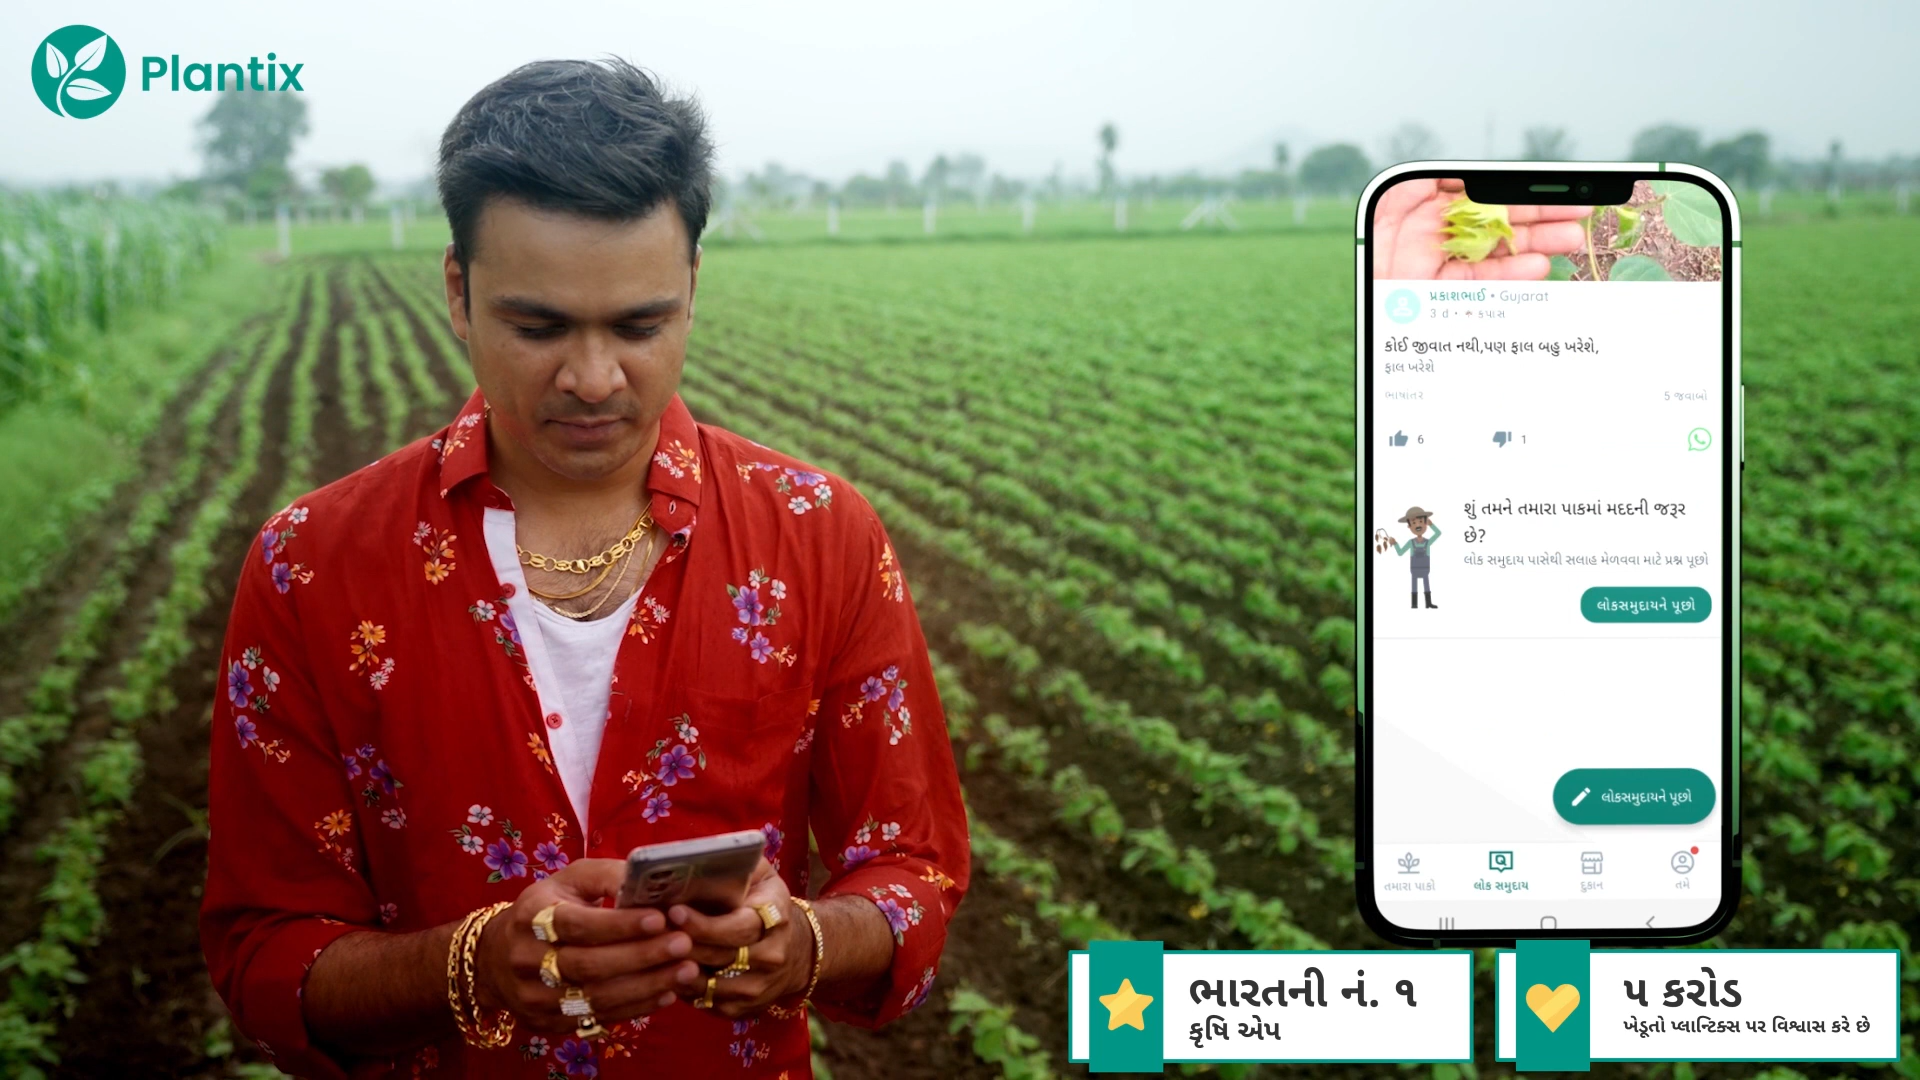 Plantix
પ્રકાશભાઈ • Gujarat
3 d • કપાસ
કોઈ જીવાત નથી,પણ ફાલ બહુ ખરેશે,
ફાલ ખરેશે
ભાષાંતર
5 જવાબો
6
1
શું તમને તમારા પાકમાં મદદની જરૂર
છે?
લોક સમુદાય પાસેથી સલાહ મેળવવા માટે પ્રશ્ન પૂછો
લોકસમુદાયને પૂછો
લોકસમુદાયને પૂછો
તમારા પાકો
લોક સમુદાય
દુકાન
તમે
ભારતની નં. ૧
કૃષિ એપ
૫ કરોડ
ખેડૂતો પ્લાન્ટિક્સ પર વિશ્વાસ કરે છે